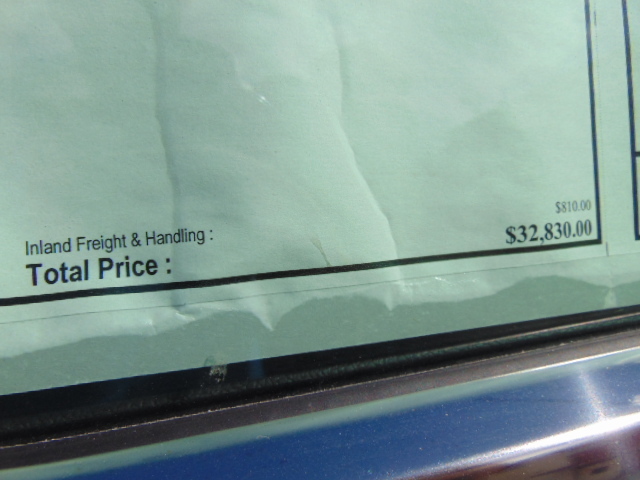 Inland Freight & Handling : $810.00
Total Price : $32,830.00